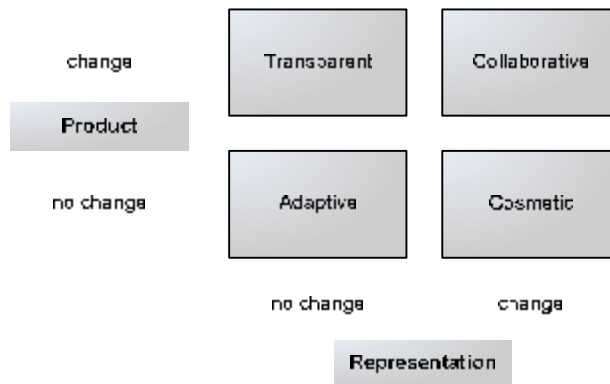 change Transparent Collaborative
Product
no change Adaptive Cosmetic
no change change
Representation